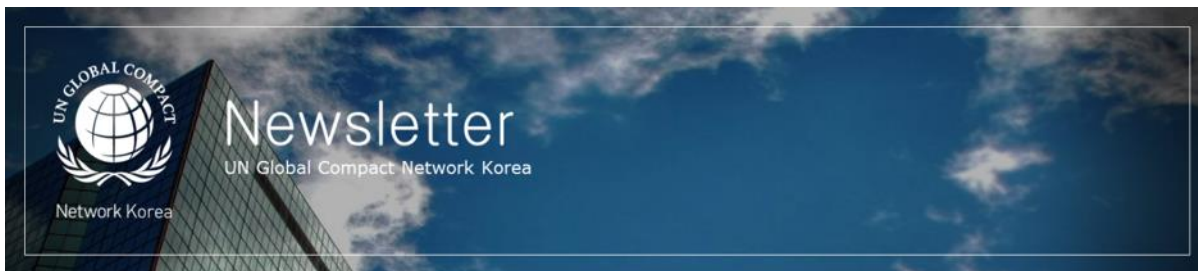 UN GLOBAL COMPACT
Network Korea
Newsletter
UN Global Compact Network Korea